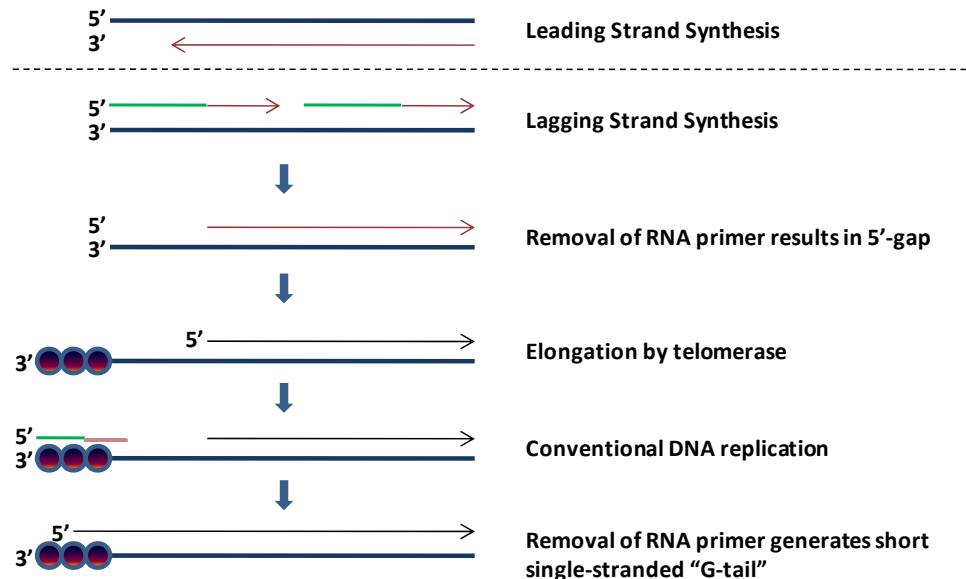 5’
3’
Leading Strand Synthesis
5’
3’
Lagging Strand Synthesis
5’
3’
Removal of RNA primer results in 5’-gap
5’
3’
Elongation by telomerase
5’
3’
Conventional DNA replication
5’
3’
Removal of RNA primer generates short
single-stranded “G-tail”